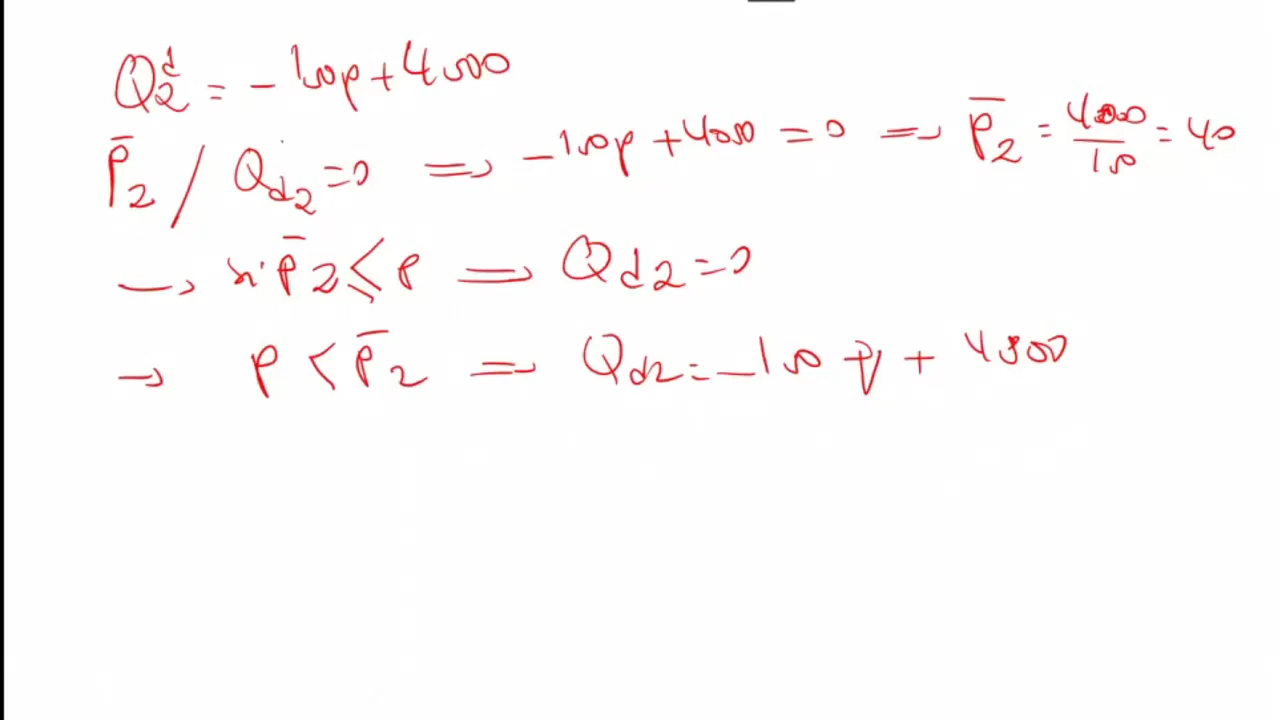 Q₂ᵈ = -100p + 4000
P̄₂ / Qd₂ = 0 ⟹ -100p + 4000 = 0 ⟹ P̄₂ = 4000/100 = 40
→ si P̄₂ ≤ P ⟹ Qd₂ = 0
→ P < P̄₂ ⟹ Qd₂ = -100 p + 4000